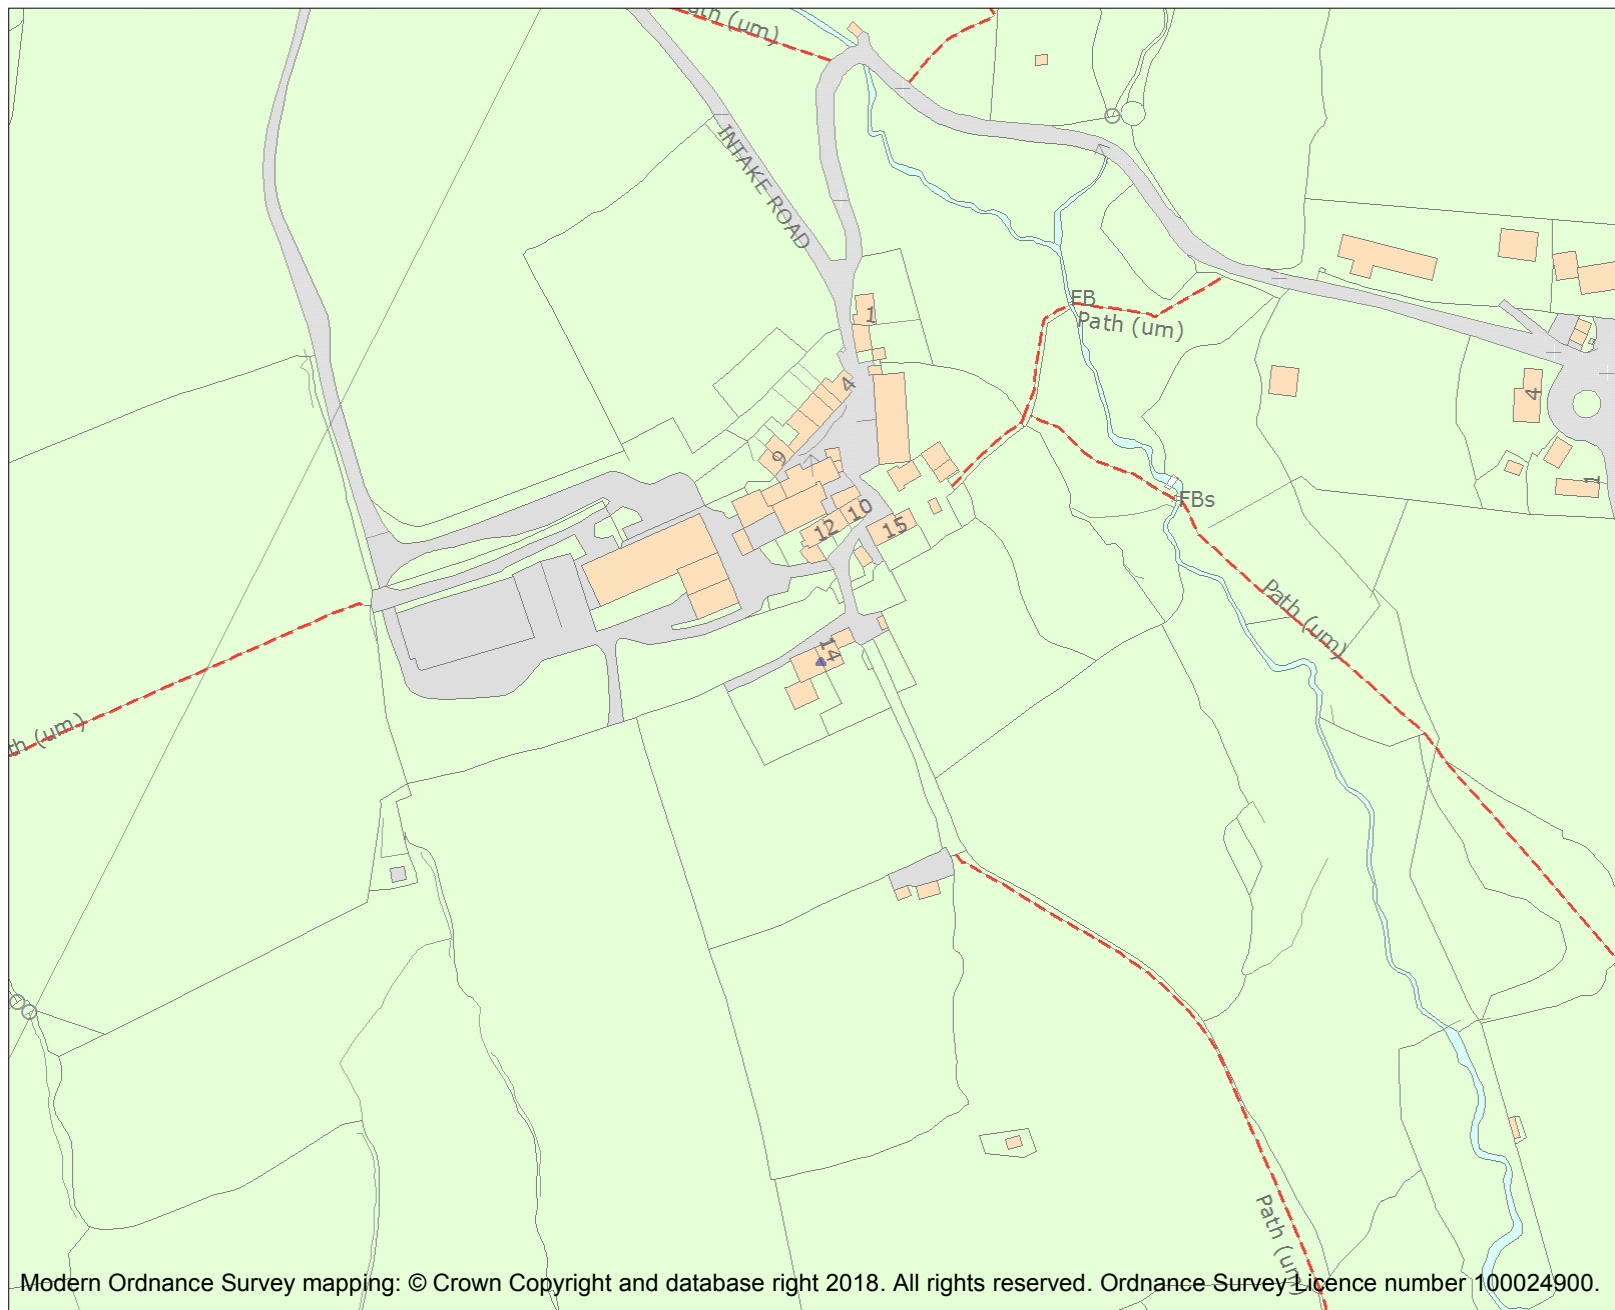 ath (um)
INTAKE ROAD
1
FB
Path (um)
4
4
9
1
FBs
10
12
15
Path (um)
14
th (um)
Path (um)
Modern Ordnance Survey mapping: © Crown Copyright and database right 2018. All rights reserved. Ordnance Survey Licence number 100024900.